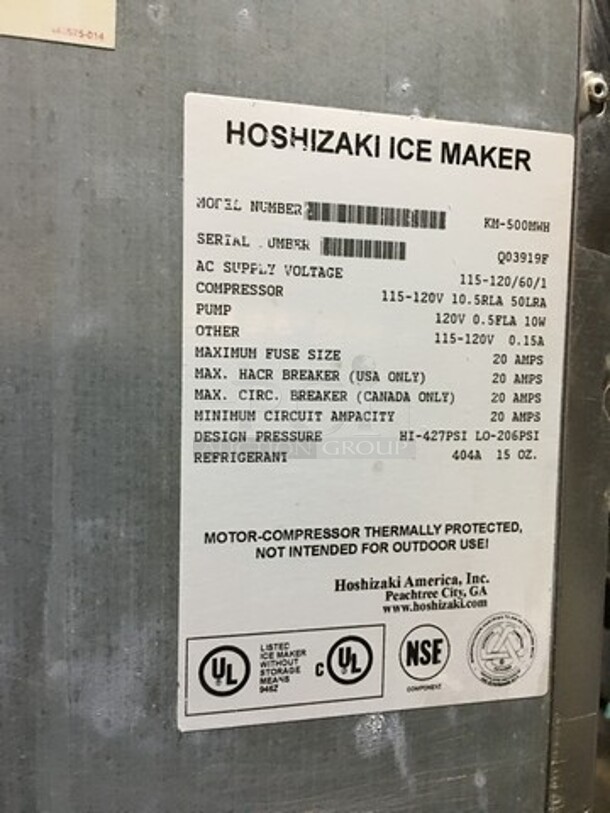 HOSHIZAKI ICE MAKER
MODEL NUMBER KM-500MWH
SERIAL UMBER Q03919F
AC SUPPLY VOLTAGE 115-120/60/1
COMPRESSOR 115-120V 10.5RLA 50LRA
PUMP 120V 0.5FLA 10W
OTHER 115-120V 0.15A
MAXIMUM FUSE SIZE 20 AMPS
MAX. HACR BREAKER (USA ONLY) 20 AMPS
MAX. CIRC. BREAKER (CANADA ONLY) 20 AMPS
MINIMUM CIRCUIT AMPACITY 20 AMPS
DESIGN PRESSURE HI-427PSI LO-206PSI
AUCTION GROUP
REFRIGERANT 404A 15 OZ.
MOTOR-COMPRESSOR THERMALLY PROTECTED,
NOT INTENDED FOR OUTDOOR USE!
Hoshizaki America, Inc.
Peachtree City, GA
www.hoshizaki.com
UL
LISTED
ICE MAKER
WITHOUT
STORAGE
MEANS
946Z
C UL
NSF
COMPONENT